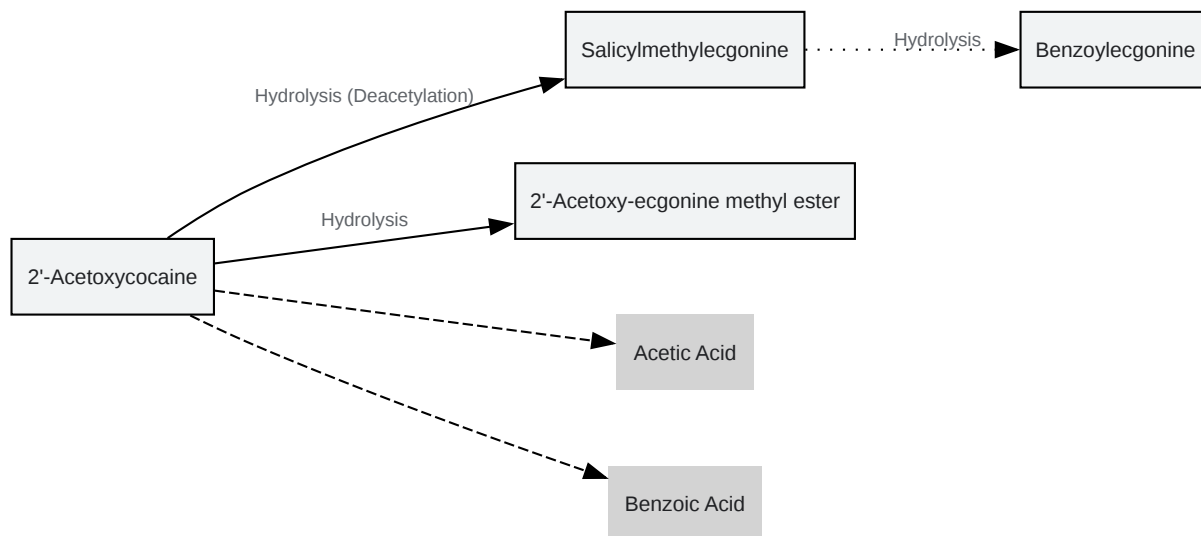 Salicylmethylecgonine
Hydrolysis
Benzoylecgonine
Hydrolysis (Deacetylation)
2'-Acetoxy-ecgonine methyl ester
Hydrolysis
2'-Acetoxycocaine
Acetic Acid
Benzoic Acid